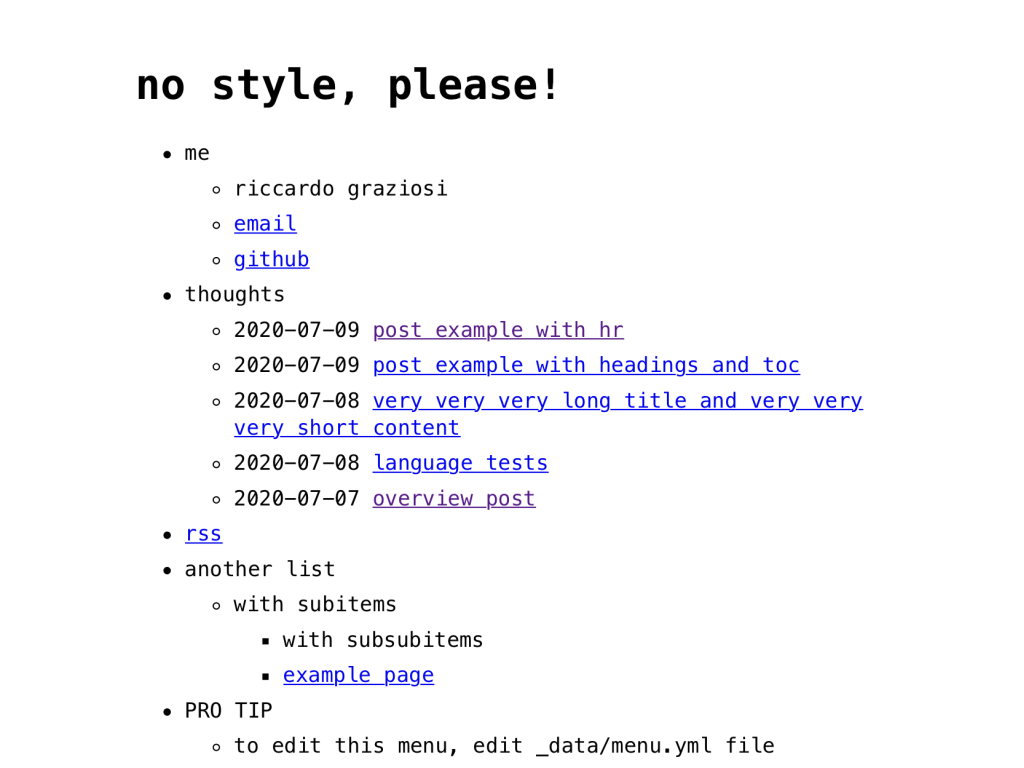 no style, please!
me
riccardo graziosi
email
github
thoughts
2020-07-09 post example with hr
2020-07-09 post example with headings and toc
2020-07-08 very very very long title and very very
very short content
2020-07-08 language tests
2020-07-07 overview post
rss
another list
with subitems
with subsubitems
example page
PRO TIP
to edit this menu, edit _data/menu.yml file